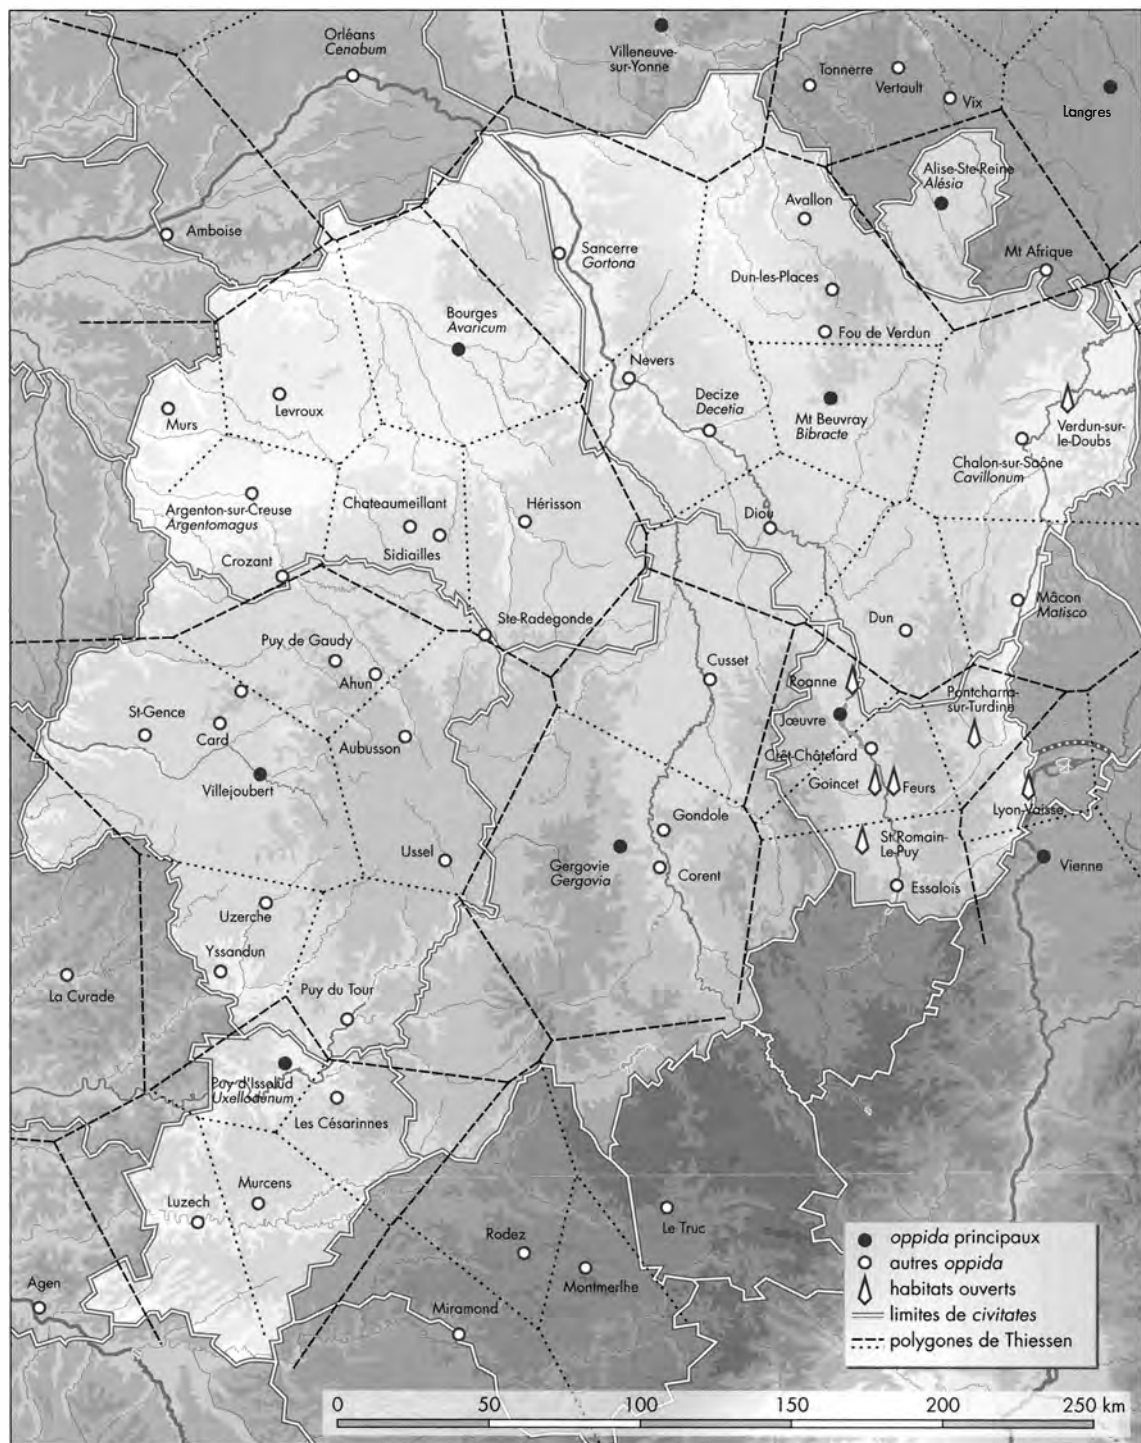 Orléans
Cenabum
Villeneuve-
sur-Yonne
Tonnerre
Vertault
Vix
Langres
Alise-Ste-Reine
Alésia
Amboise
Avallon
Sancerre
Gortona
Mt Afrique
Dun-les-Places
Bourges
Avaricum
Fou de Verdun
Nevers
Levroux
Murs
Decize
Decetia
Mt Beuvray
Bibracte
Verdun-sur-
le-Doubs
Chalon-sur-Saône
Cavillonum
Argenton-sur-Creuse
Argentomagus
Chateaumeillant
Hérisson
Diou
Sidiailles
Crozant
Mâcon
Matisco
Ste-Radegonde
Dun
Puy de Gaudy
Ahun
Cusset
Roanne
Pontcharra-
sur-Turdine
St-Gence
Card
Aubusson
Jœuvre
Crêt-Châtelard
Villejoubert
Goincet
Feurs
Lyon-Vaisse
Gondole
St Romain-
Le-Puy
Ussel
Gergovie
Gergovia
Corent
Vienne
Essalois
Uzerche
Yssandun
La Curade
Puy du Tour
Puy d'Issolud
Uxellodunum
Les Césarinnes
Murcens
Luzech
Le Truc
Rodez
Montmerlhe
Agen
Miramond
oppida principaux
autres oppida
habitats ouverts
limites de civitates
polygones de Thiessen
0 50 100 150 200 250 km